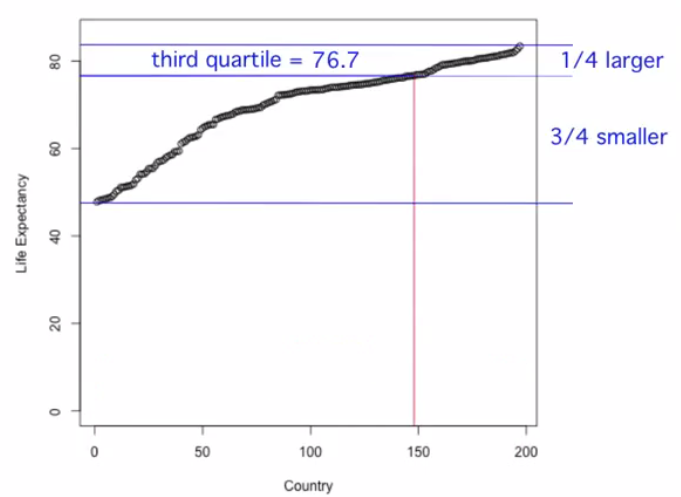 third quartile = 76.7
1/4 larger
3/4 smaller
Life Expectancy
80
60
40
20
0
0 50 100 150 200
Country